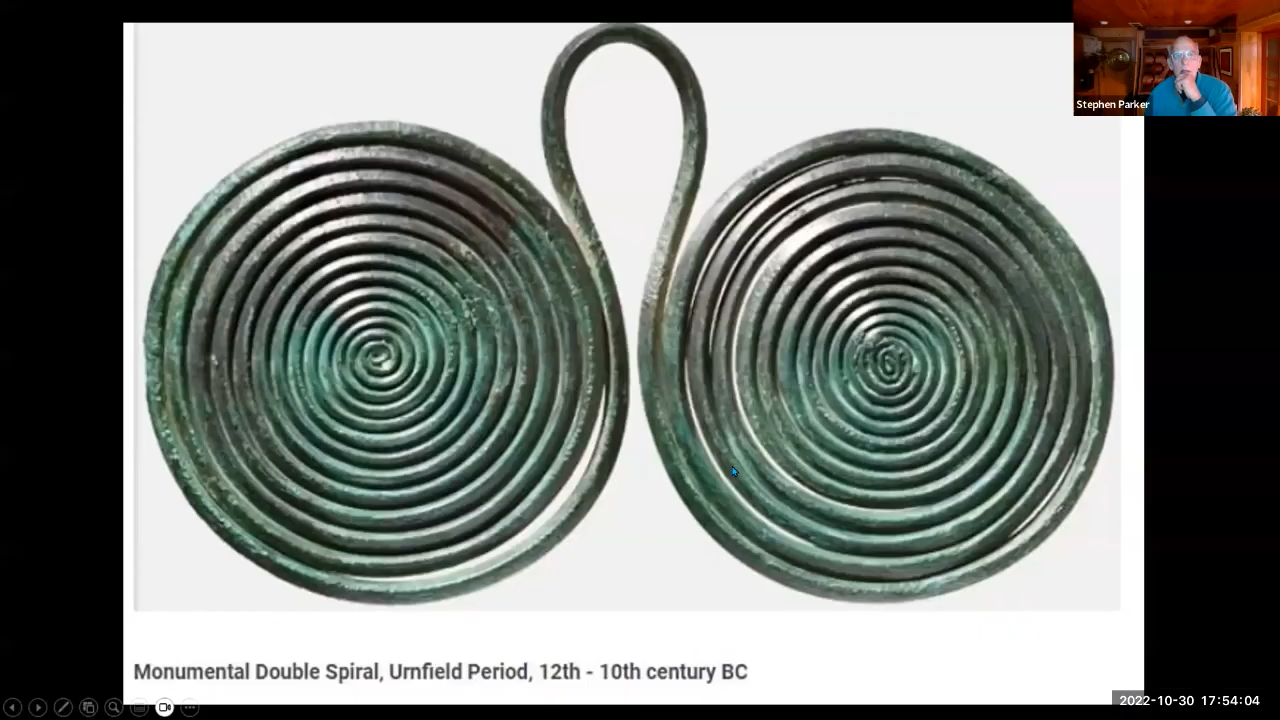 Stephen Parker
Monumental Double Spiral, Urnfield Period, 12th - 10th century BC
2022-10-30 17:54:04